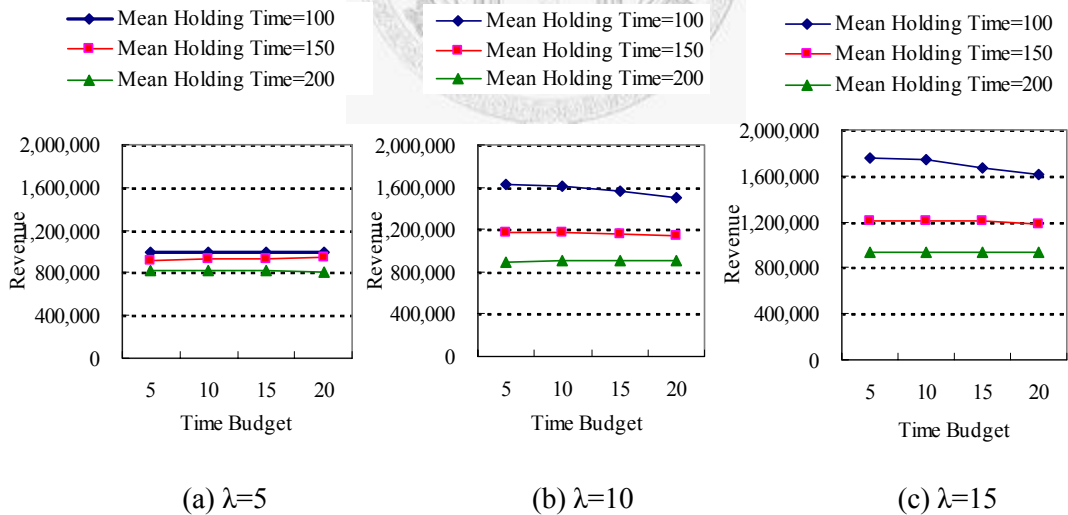 Mean Holding Time=100
Mean Holding Time=150
Mean Holding Time=200
2,000,000
1,600,000
1,200,000
800,000
400,000
0
Revenue
5 10 15 20
Time Budget
(a) λ=5
Mean Holding Time=100
Mean Holding Time=150
Mean Holding Time=200
2,000,000
1,600,000
1,200,000
800,000
400,000
0
Revenue
5 10 15 20
Time Budget
(b) λ=10
Mean Holding Time=100
Mean Holding Time=150
Mean Holding Time=200
2,000,000
1,600,000
1,200,000
800,000
400,000
0
Revenue
5 10 15 20
Time Budget
(c) λ=15